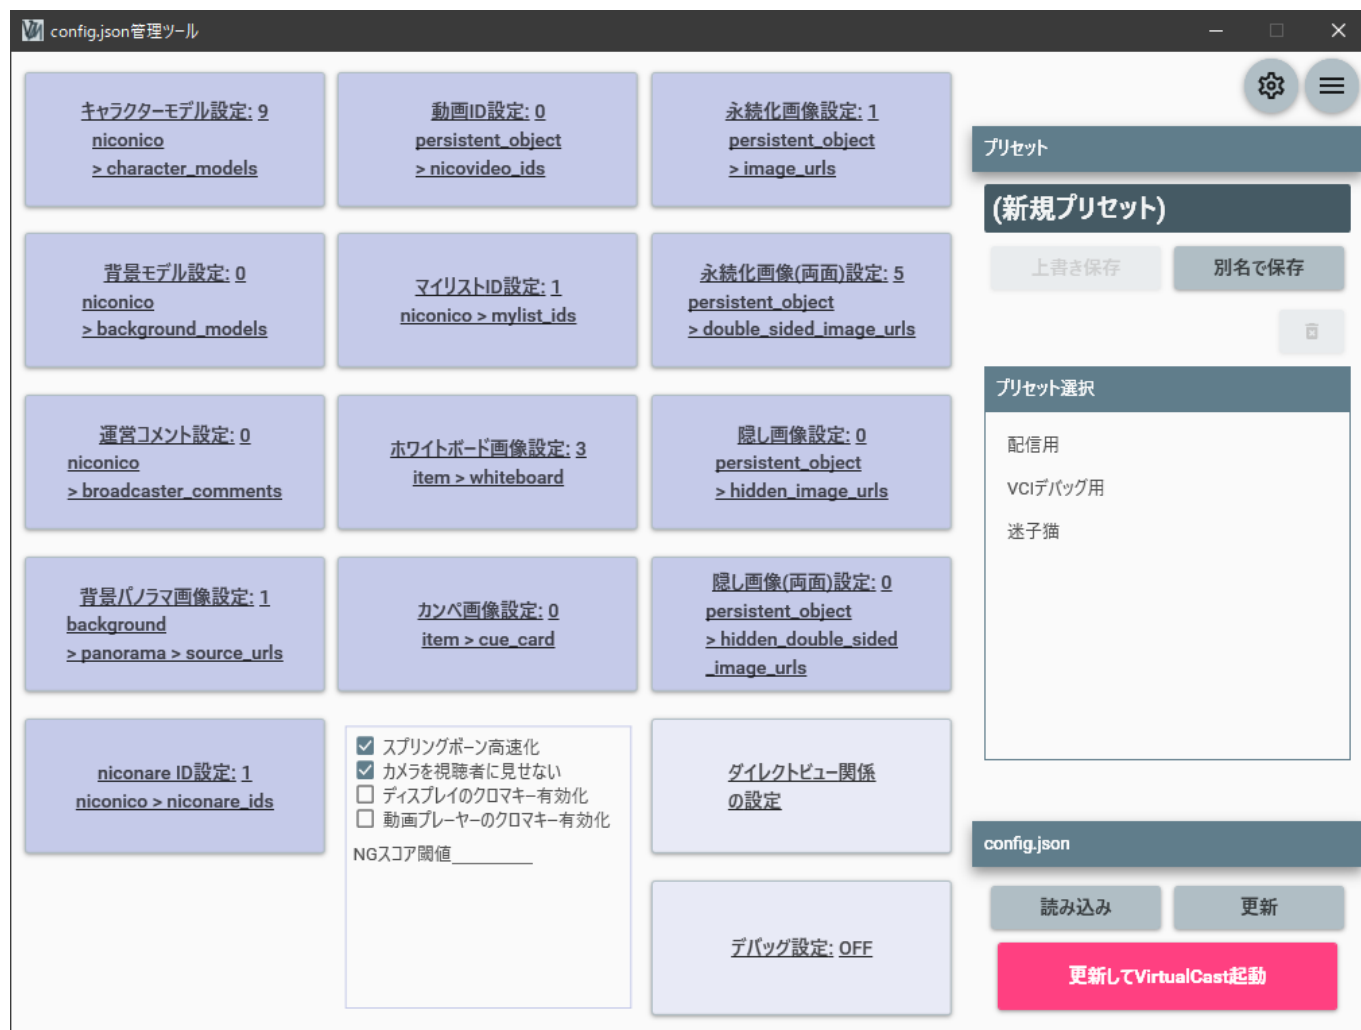 config.json管理ツール
キャラクターモデル設定: 9
niconico
> character_models
動画ID設定: 0
persistent_object
> nicovideo_ids
永続化画像設定: 1
persistent_object
> image_urls
背景モデル設定: 0
niconico
> background_models
マイリストID設定: 1
niconico > mylist_ids
永続化画像(両面)設定: 5
persistent_object
> double_sided_image_urls
運営コメント設定: 0
niconico
> broadcaster_comments
ホワイトボード画像設定: 3
item > whiteboard
隠し画像設定: 0
persistent_object
> hidden_image_urls
背景パノラマ画像設定: 1
background
> panorama > source_urls
カンペ画像設定: 0
item > cue_card
隠し画像(両面)設定: 0
persistent_object
> hidden_double_sided
_image_urls
niconare ID設定: 1
niconico > niconare_ids
スプリングボーン高速化
カメラを視聴者に見せない
ディスプレイのクロマキー有効化
動画プレーヤーのクロマキー有効化
NGスコア閾値
ダイレクトビュー関係
の設定
デバッグ設定: OFF
プリセット
(新規プリセット)
上書き保存
別名で保存
プリセット選択
配信用
VCIデバッグ用
迷子猫
config.json
読み込み
更新
更新してVirtualCast起動